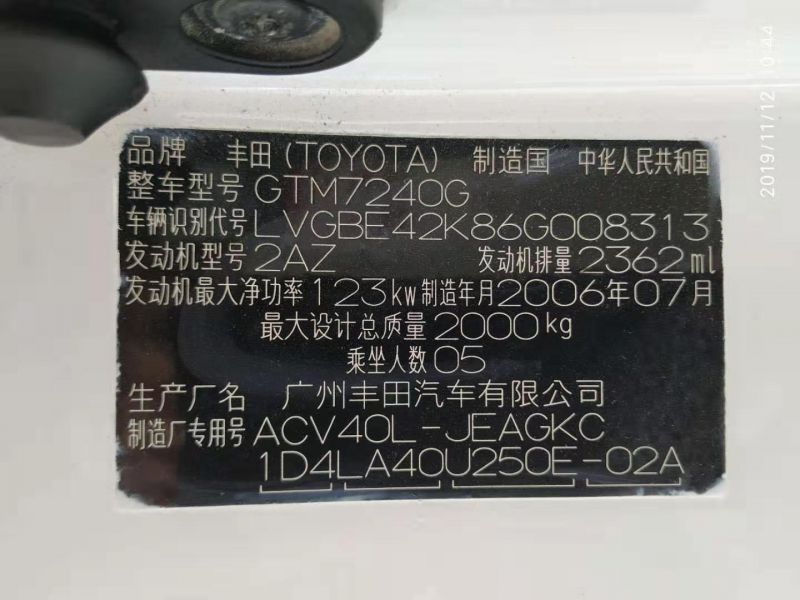 品牌 丰田(TOYOTA) 制造国 中华人民共和国
整车型号 GTM7240G
车辆识别代号 LVGBE42K86G008313
发动机型号 2AZ 发动机排量 2362ml
发动机最大净功率 123kw 制造年月 2006年07月
最大设计总质量 2000kg
乘坐人数 05
生产厂名 广州丰田汽车有限公司
制造厂专用号 ACV40L-JEAGKC
1D4LA40U250E-02A
2019/11/12 10:44